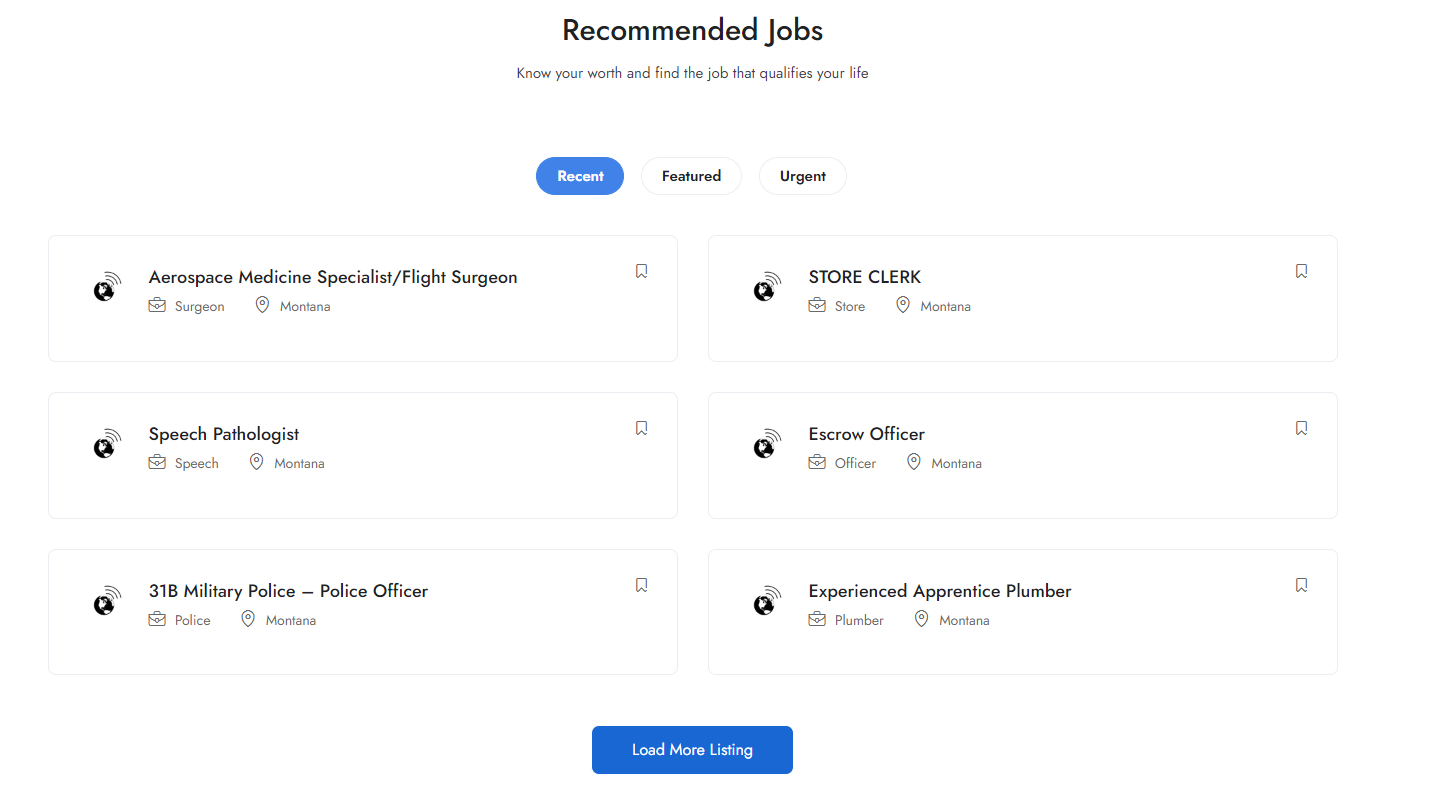 Recommended Jobs
Know your worth and find the job that qualifies your life
Recent Featured Urgent
Aerospace Medicine Specialist/Flight Surgeon
Surgeon Montana
STORE CLERK
Store Montana
Speech Pathologist
Speech Montana
Escrow Officer
Officer Montana
31B Military Police – Police Officer
Police Montana
Experienced Apprentice Plumber
Plumber Montana
Load More Listing